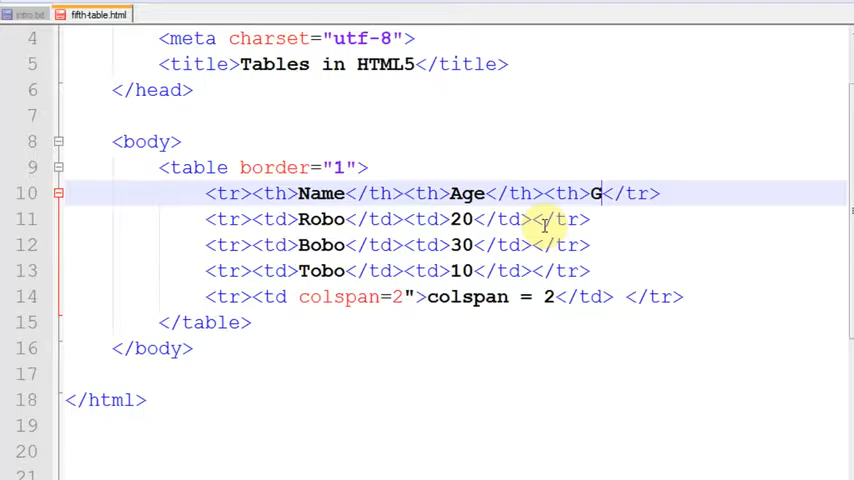 intro.txt fifth-table.html
4 <meta charset="utf-8">
5 <title>Tables in HTML5</title>
6 </head>
7
8 <body>
9 <table border="1">
10 <tr><th>Name</th><th>Age</th><th>G</tr>
11 <tr><td>Robo</td><td>20</td></tr>
12 <tr><td>Bobo</td><td>30</td></tr>
13 <tr><td>Tobo</td><td>10</td></tr>
14 <tr><td colspan=2">colspan = 2</td> </tr>
15 </table>
16 </body>
17
18 </html>
19
20
21